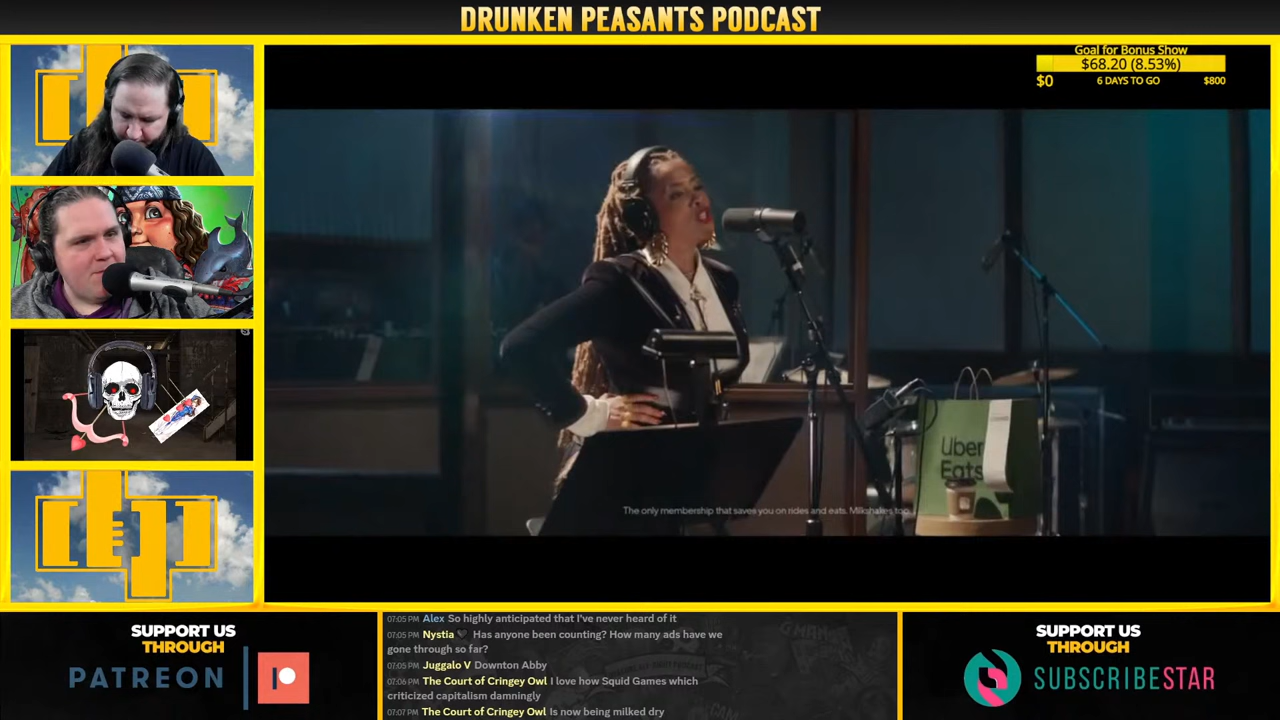 DRUNKEN PEASANTS PODCAST
Goal for Bonus Show
$68.20 (8.53%)
$0
6 DAYS TO GO
$800
Uber
Eats
The only membership that saves you on rides and eats. Milkshakes too.
SUPPORT US
THROUGH
PATREON
07:05 PM Alex So highly anticipated that I've never heard of it
07:05 PM Nystia Has anyone been counting? How many ads have we
gone through so far?
07:05 PM Juggalo V Downton Abby
07:06 PM The Court of Cringey Owl I love how Squid Games which
criticized capitalism damningly
07:07 PM The Court of Cringey Owl Is now being milked dry
SUPPORT US
THROUGH
SUBSCRIBESTAR